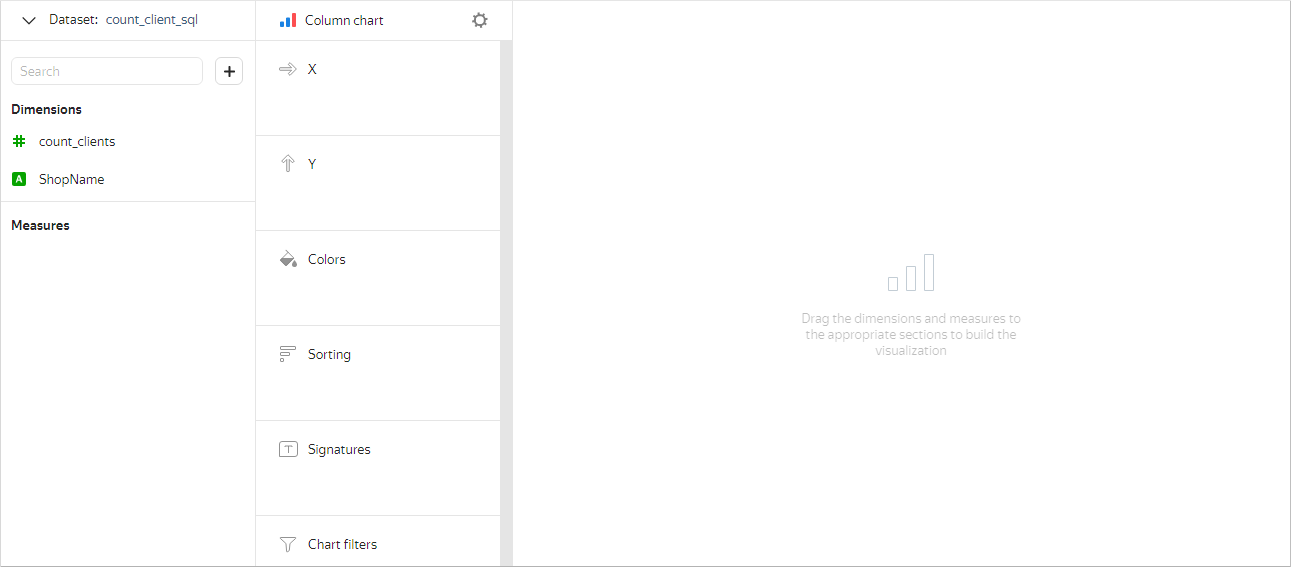 Dataset: count_client_sql
Search
Dimensions
count_clients
A
ShopName
Measures
Column chart
X
Y
Colors
Sorting
T
Signatures
Chart filters
Drag the dimensions and measures to
the appropriate sections to build the
visualization